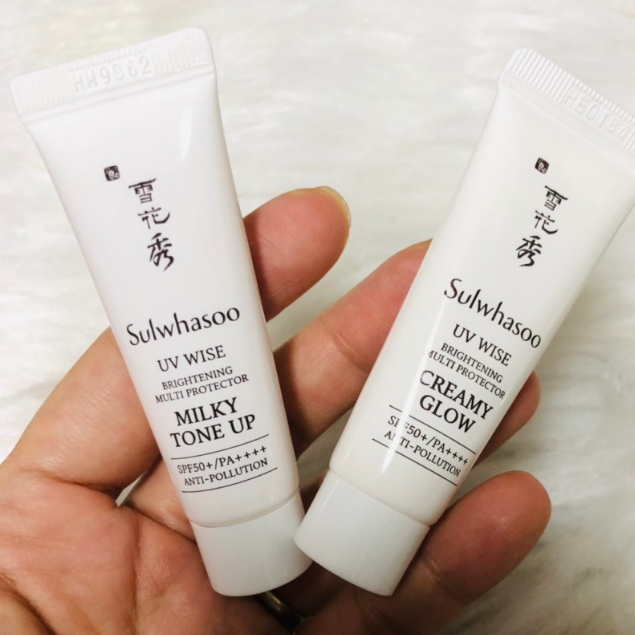 HM9962
雪
花
秀
Sulwhasoo
UV WISE
BRIGHTENING
MULTI PROTECTOR
MILKY
TONE UP
SPF50+/PA++++
ANTI-POLLUTION
雪
花
秀
Sulwhasoo
UV WISE
BRIGHTENING
MULTI PROTECTOR
CREAMY
GLOW
SPF50+/PA++++
ANTI-POLLUTION